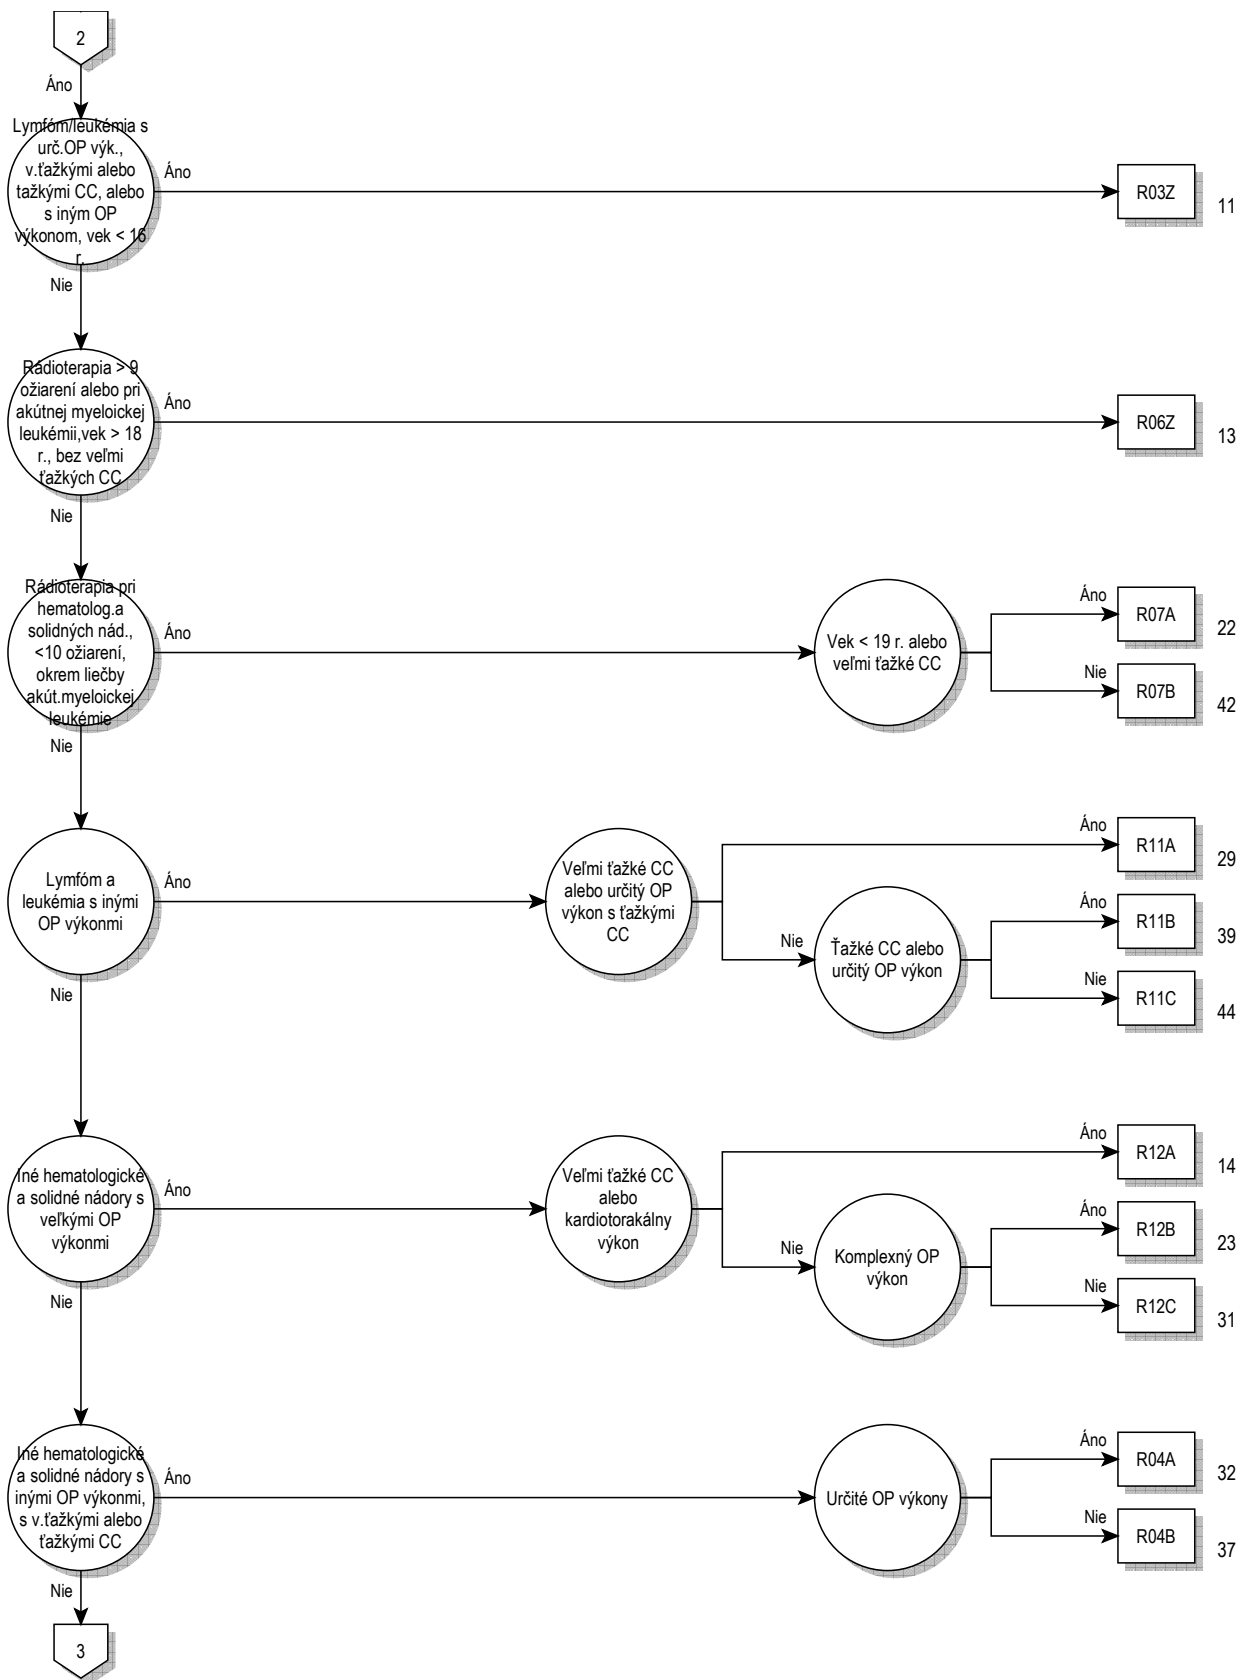 2
Áno
Lymfóm/leukémia s
urč.OP výk.,
v.ťažkými alebo
tažkými CC, alebo
s iným OP
výkonom, vek < 16
r.
Áno
R03Z
11
Nie
Rádioterapia > 9
ožiarení alebo pri
akútnej myeloickej
leukémii,vek > 18
r., bez veľmi
ťažkých CC
Áno
R06Z
13
Nie
Rádioterapia pri
hematolog.a
solidných nád.,
<10 ožiarení,
okrem liečby
akút.myeloickej
leukémie
Áno
Vek < 19 r. alebo
veľmi ťažké CC
Áno
R07A
22
Nie
R07B
42
Nie
Lymfóm a
leukémia s inými
OP výkonmi
Áno
Veľmi ťažké CC
alebo určitý OP
výkon s ťažkými
CC
Áno
R11A
29
Nie
Ťažké CC alebo
určitý OP výkon
Áno
R11B
39
Nie
R11C
44
Nie
Iné hematologické
a solidné nádory s
veľkými OP
výkonmi
Áno
Veľmi ťažké CC
alebo
kardiotorakálny
výkon
Áno
R12A
14
Nie
Komplexný OP
výkon
Áno
R12B
23
Nie
R12C
31
Nie
Iné hematologické
a solidné nádory s
inými OP výkonmi,
s v.ťažkými alebo
ťažkými CC
Áno
Určité OP výkony
Áno
R04A
32
Nie
R04B
37
Nie
3